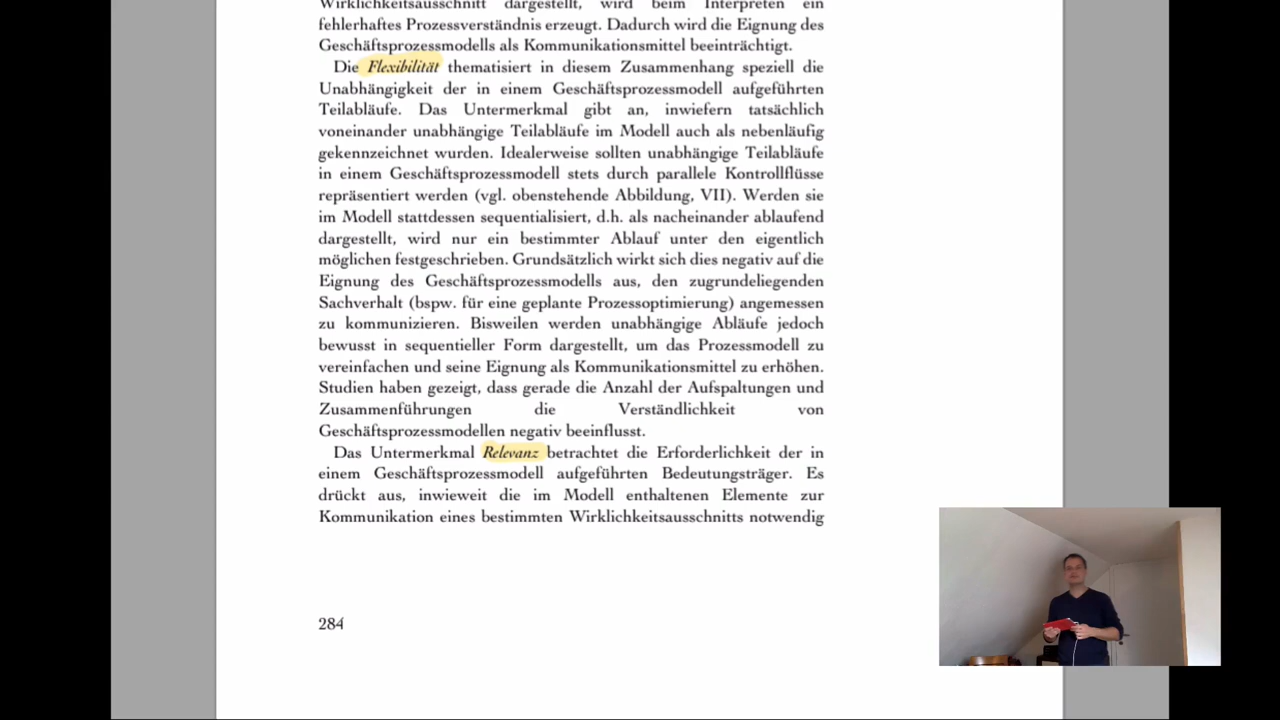 Wirklichkeitsausschnitt dargestellt, wird beim Interpreten ein
fehlerhaftes Prozessverständnis erzeugt. Dadurch wird die Eignung des
Geschäftsprozessmodells als Kommunikationsmittel beeinträchtigt.
Die Flexibilität thematisiert in diesem Zusammenhang speziell die
Unabhängigkeit der in einem Geschäftsprozessmodell aufgeführten
Teilabläufe. Das Untermerkmal gibt an, inwiefern tatsächlich
voneinander unabhängige Teilabläufe im Modell auch als nebenläufig
gekennzeichnet wurden. Idealerweise sollten unabhängige Teilabläufe
in einem Geschäftsprozessmodell stets durch parallele Kontrollflüsse
repräsentiert werden (vgl. obenstehende Abbildung, VII). Werden sie
im Modell stattdessen sequentialisiert, d.h. als nacheinander ablaufend
dargestellt, wird nur ein bestimmter Ablauf unter den eigentlich
möglichen festgeschrieben. Grundsätzlich wirkt sich dies negativ auf die
Eignung des Geschäftsprozessmodells aus, den zugrundeliegenden
Sachverhalt (bspw. für eine geplante Prozessoptimierung) angemessen
zu kommunizieren. Bisweilen werden unabhängige Abläufe jedoch
bewusst in sequentieller Form dargestellt, um das Prozessmodell zu
vereinfachen und seine Eignung als Kommunikationsmittel zu erhöhen.
Studien haben gezeigt, dass gerade die Anzahl der Aufspaltungen und
Zusammenführungen die Verständlichkeit von
Geschäftsprozessmodellen negativ beeinflusst.
Das Untermerkmal Relevanz betrachtet die Erforderlichkeit der in
einem Geschäftsprozessmodell aufgeführten Bedeutungsträger. Es
drückt aus, inwieweit die im Modell enthaltenen Elemente zur
Kommunikation eines bestimmten Wirklichkeitsausschnitts notwendig
284